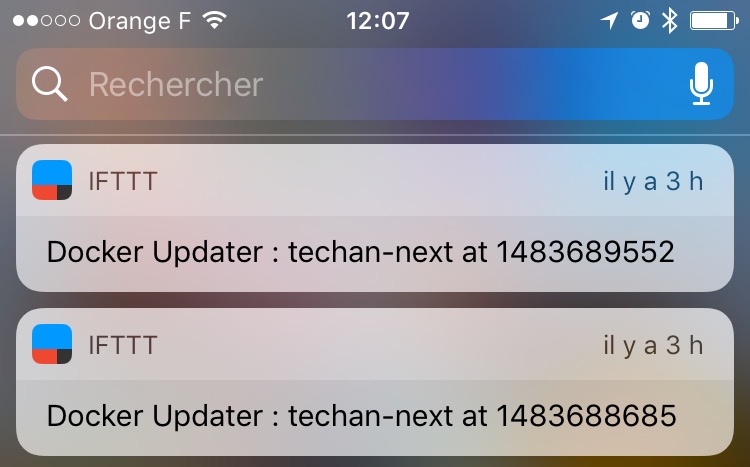 Orange F 12:07
Rechercher
IFTTT il y a 3 h
Docker Updater : techan-next at 1483689552
IFTTT il y a 3 h
Docker Updater : techan-next at 1483688685